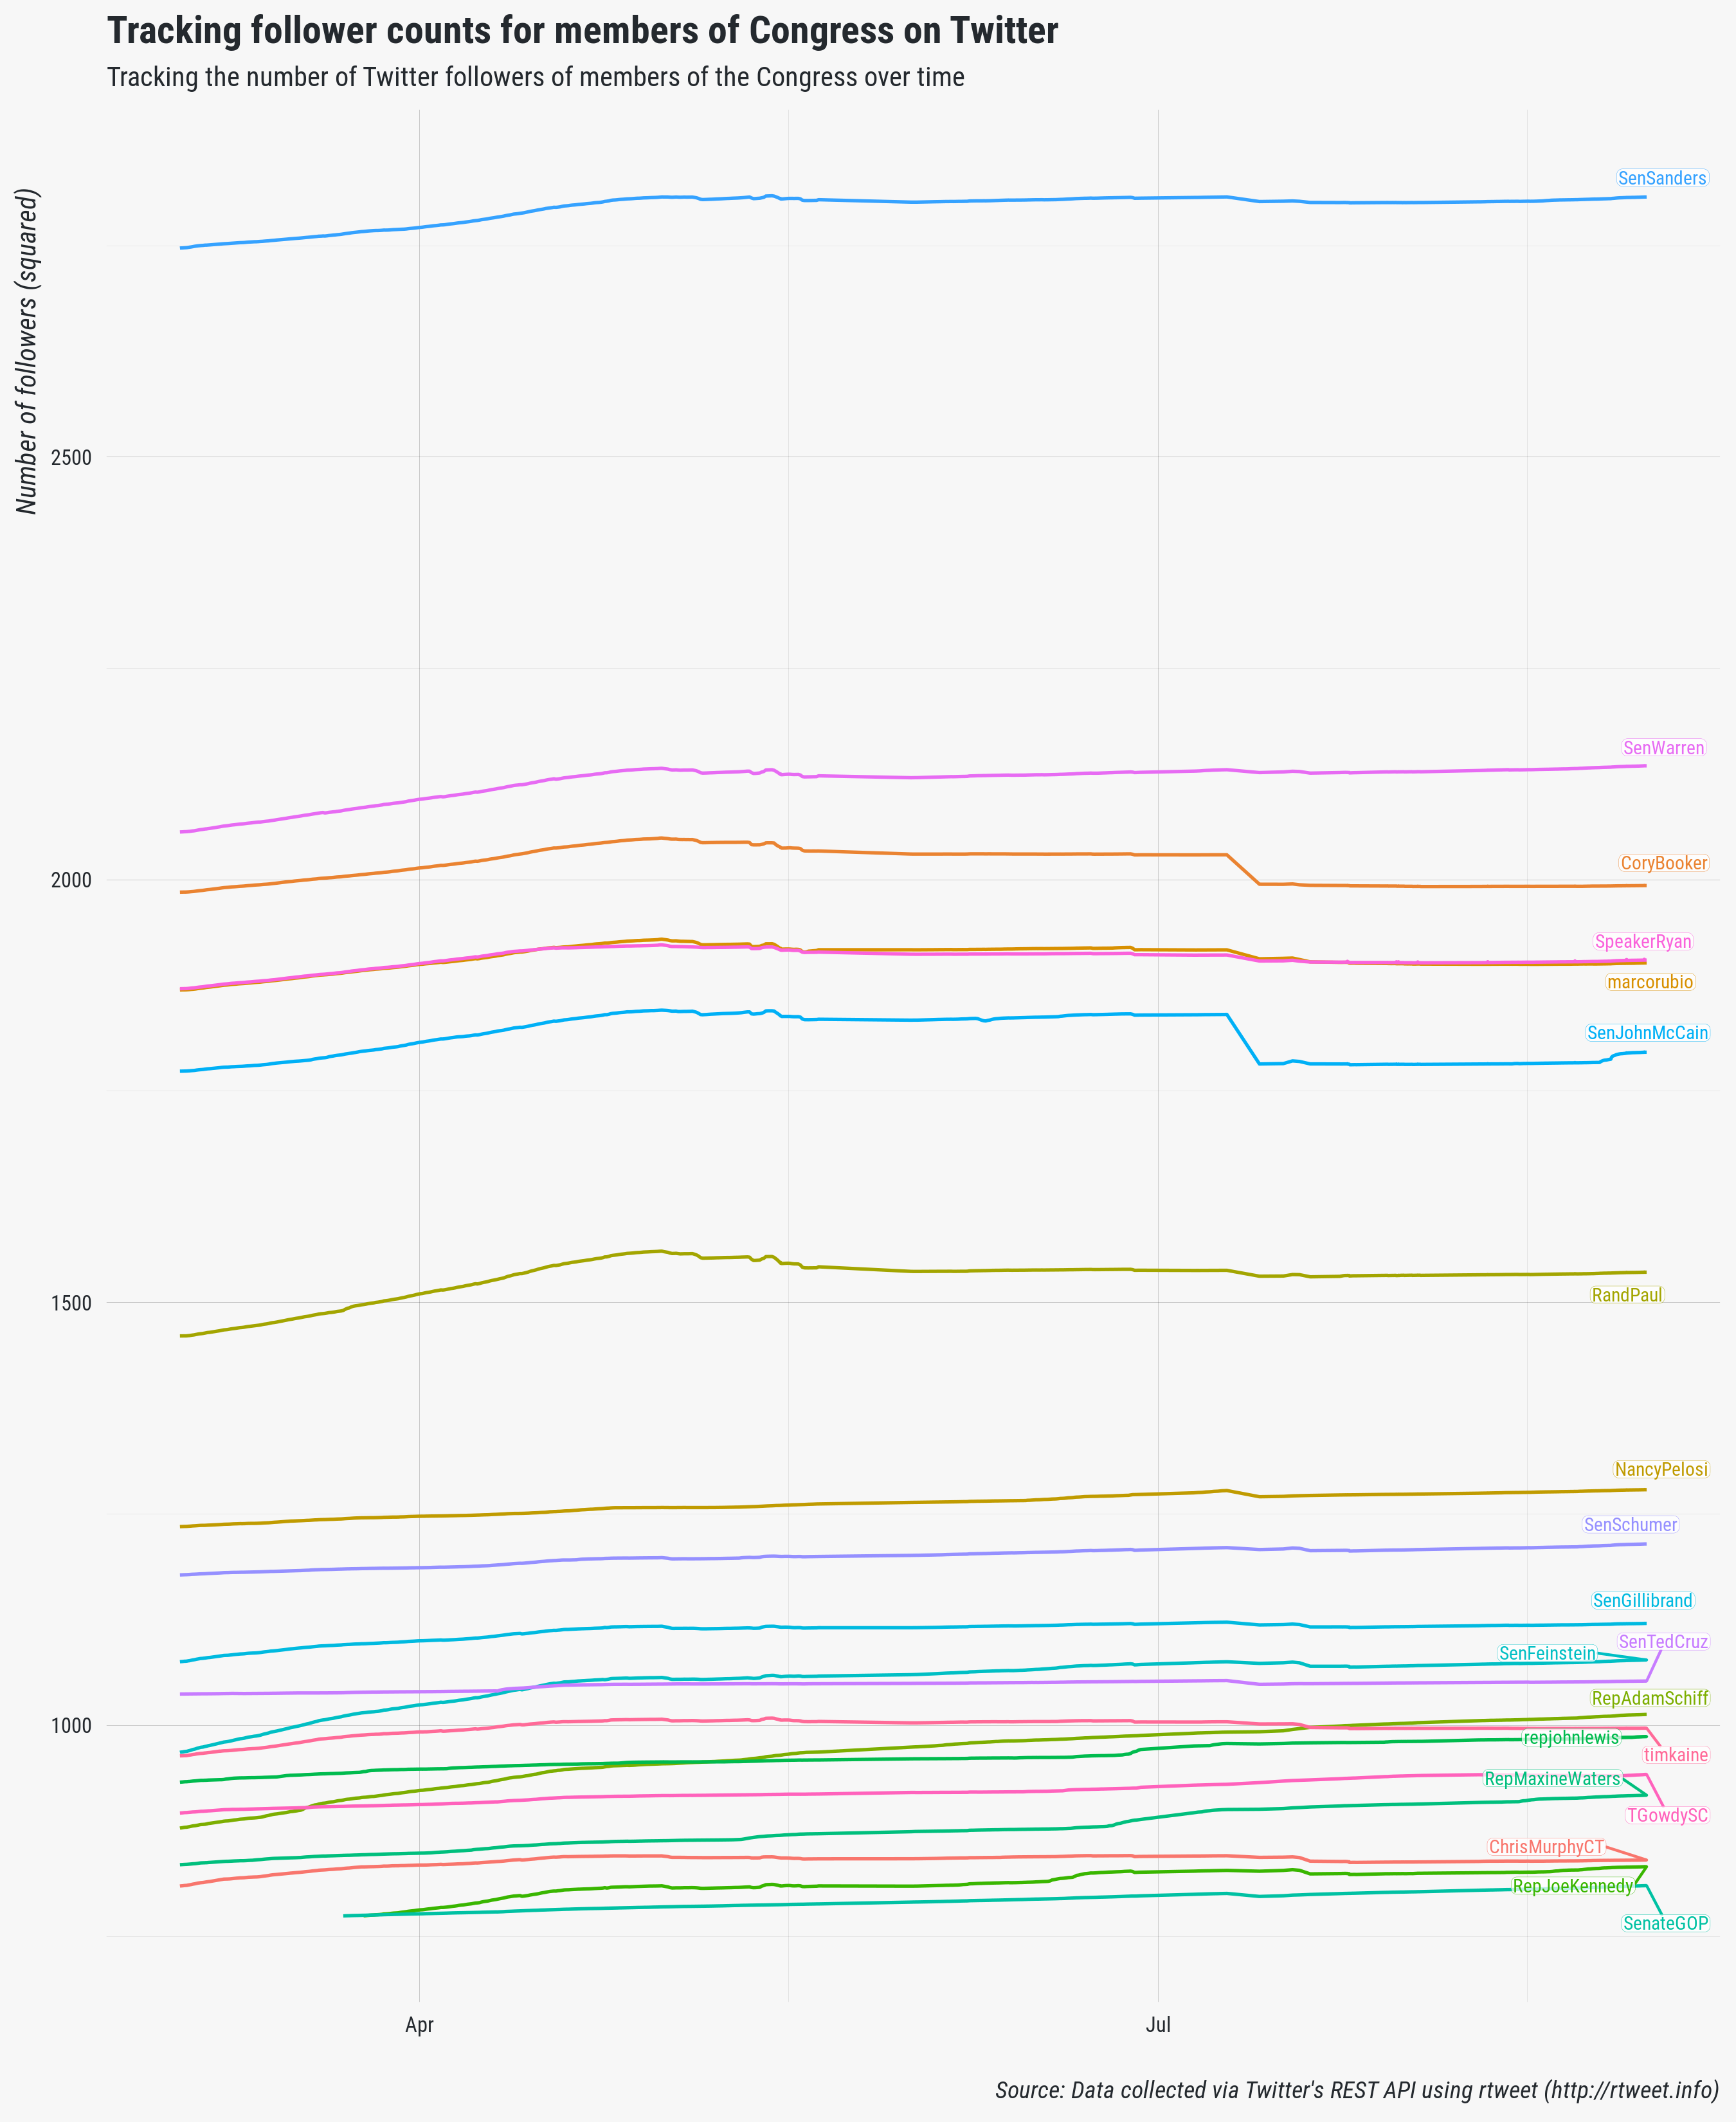 Tracking follower counts for members of Congress on Twitter
Tracking the number of Twitter followers of members of the Congress over time
Number of followers (squared)
SenSanders
2500
SenWarren
CoryBooker
2000
SpeakerRyan
marcorubio
SenJohnMcCain
RandPaul
1500
NancyPelosi
SenSchumer
SenGillibrand
SenTedCruz
SenFeinstein
RepAdamSchiff
1000
repjohnlewis
timkaine
RepMaxineWaters
TGowdySC
ChrisMurphyCT
RepJoeKennedy
SenateGOP
Apr
Jul
Source: Data collected via Twitter's REST API using rtweet (http://rtweet.info)